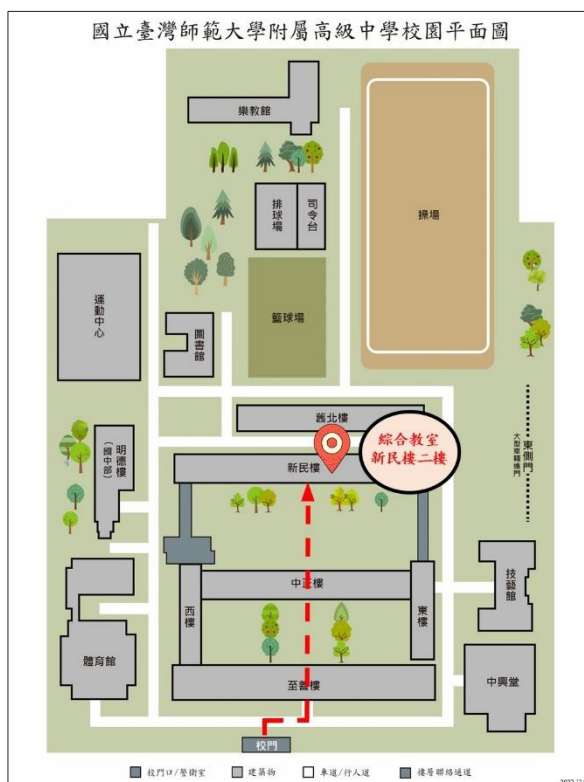 國立臺灣師範大學附屬高級中學校園平面圖
樂教館
排球場
司令台
操場
運動中心
圖書館
籃球場
舊北樓
綜合教室
新民樓二樓
新民樓
明德樓
(國中部)
東側門
大型車輛進門
中正樓
西樓
東樓
技藝館
體育館
至善樓
中興堂
校門
校門口/警衛室
建築物
車道/行人道
樓層聯絡通道